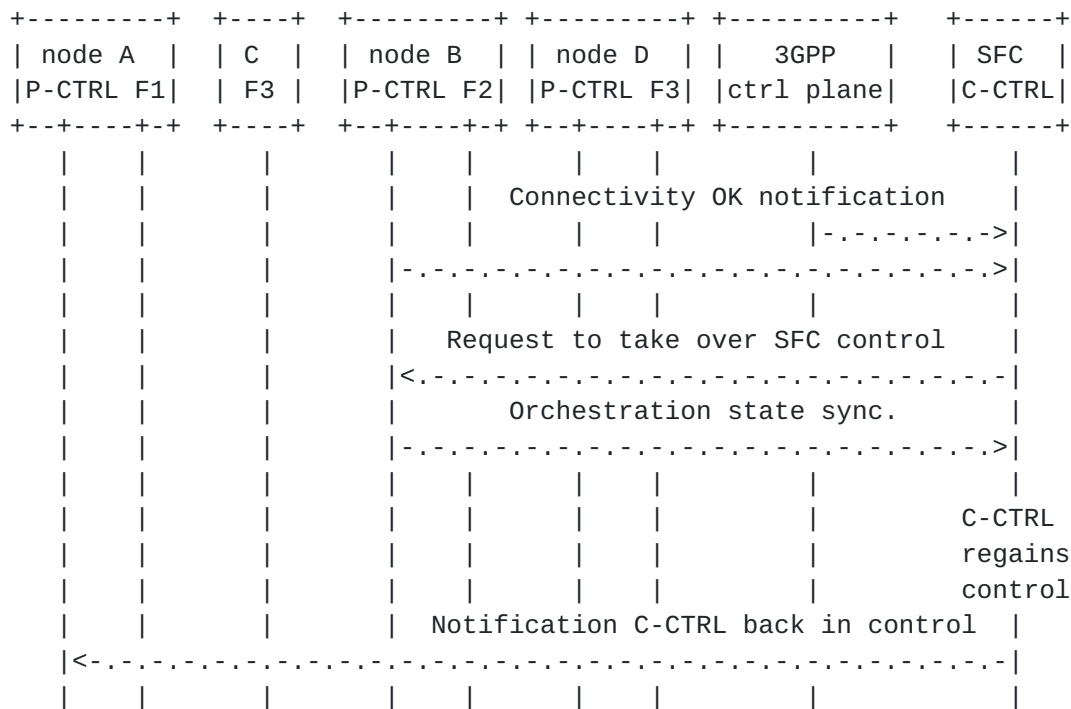 +---------+  +----+  +---------+ +---------+ +----------+   +------+
| node A  |  | C  |  | node B  | | node D  | |   3GPP   |   | SFC  |
|P-CTRL F1|  | F3 |  |P-CTRL F2| |P-CTRL F3| |ctrl plane|   |C-CTRL|
+--+----+-+  +----+  +--+----+-+ +--+----+-+ +----------+   +------+
   |    |       |       |    |      |    |         |            |
   |    |       |       |    |  Connectivity OK notification    |
   |    |       |       |    |      |    |         |-.-.-.-.-.->|
   |    |       |       |-.-.-.-.-.-.-.-.-.-.-.-.-.-.-.-.-.-.-.>|
   |    |       |       |    |      |    |         |            |
   |    |       |       |   Request to take over SFC control    |
   |    |       |       |<.-.-.-.-.-.-.-.-.-.-.-.-.-.-.-.-.-.-.-|
   |    |       |       |       Orchestration state sync.       |
   |    |       |       |-.-.-.-.-.-.-.-.-.-.-.-.-.-.-.-.-.-.-.>|
   |    |       |       |    |      |    |         |            |
   |    |       |       |    |      |    |         |         C-CTRL
   |    |       |       |    |      |    |         |         regains
   |    |       |       |    |      |    |         |         control
   |    |       |       |  Notification C-CTRL back in control  |
   |<-.-.-.-.-.-.-.-.-.-.-.-.-.-.-.-.-.-.-.-.-.-.-.-.-.-.-.-.-.-|
   |    |       |       |    |      |    |         |            |